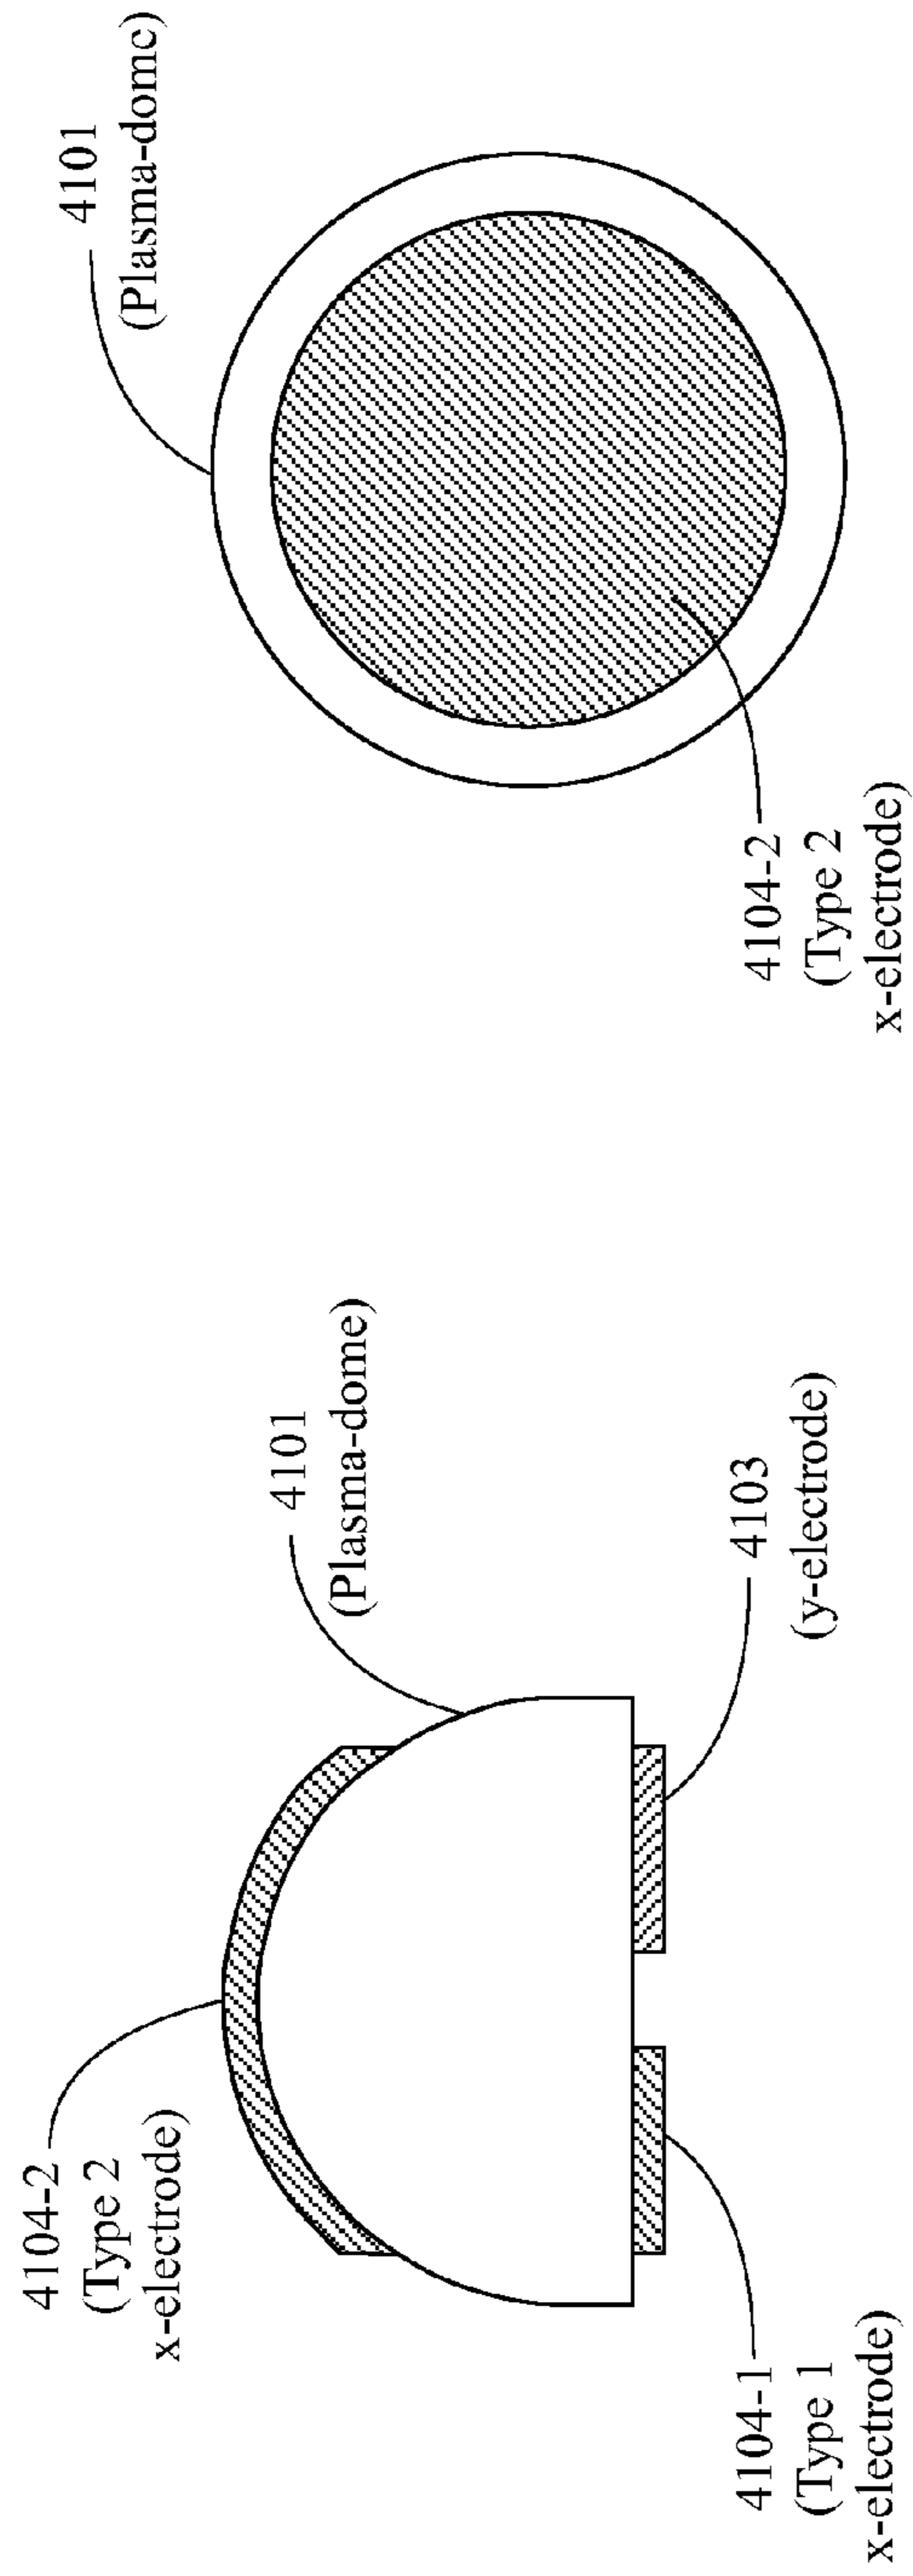 4104-2
(Type 2
x-electrode)
4101
(Plasma-dome)
4104-1
(Type 1
x-electrode)
4103
(y-electrode)
4101
(Plasma-dome)
4104-2
(Type 2
x-electrode)